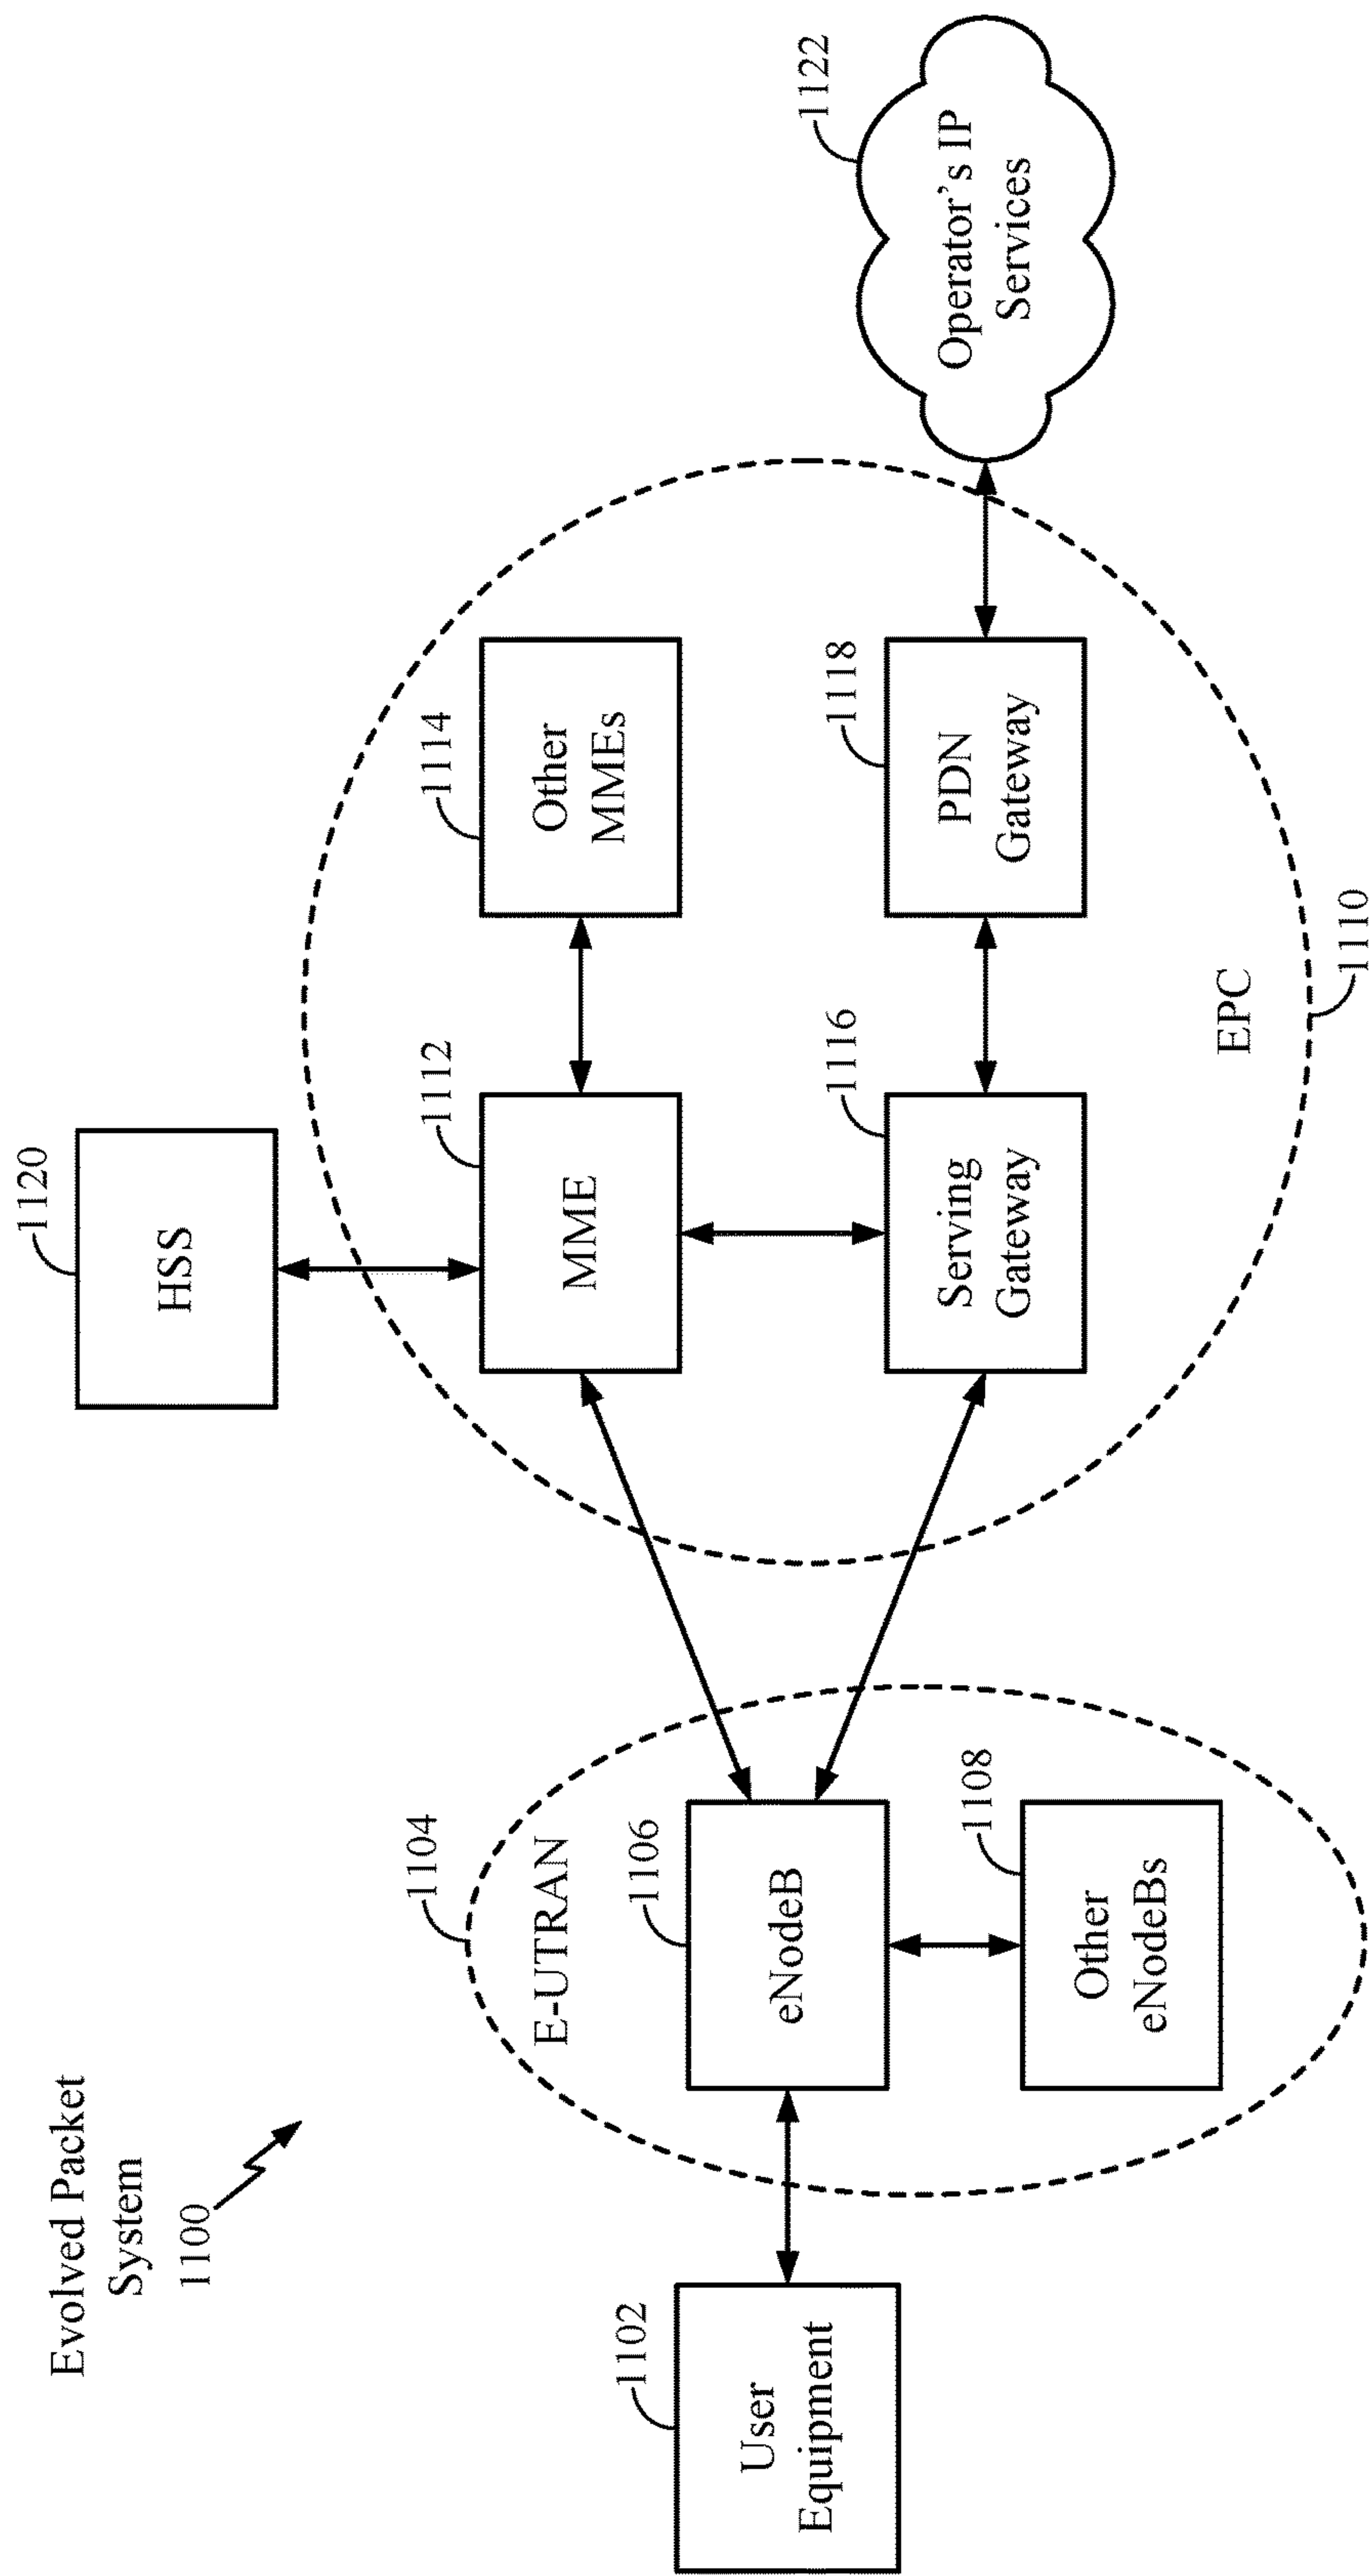 Evolved Packet
System
1100
1102
User
Equipment
1104
E-UTRAN
1106
eNodeB
1108
Other
eNodeBs
1120
HSS
1112
MME
1114
Other
MMEs
1116
Serving
Gateway
1118
PDN
Gateway
EPC
1110
1122
Operator’s IP
Services